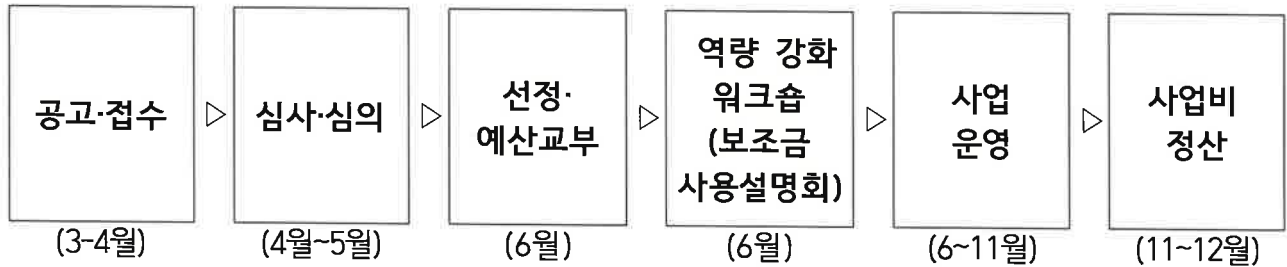 공고·접수
(3-4월)
▷
심사·심의
(4월~5월)
▷
선정·
예산교부
(6월)
▷
역량 강화
워크숍
(보조금
사용설명회)
(6월)
▷
사업
운영
(6~11월)
▷
사업비
정산
(11~12월)